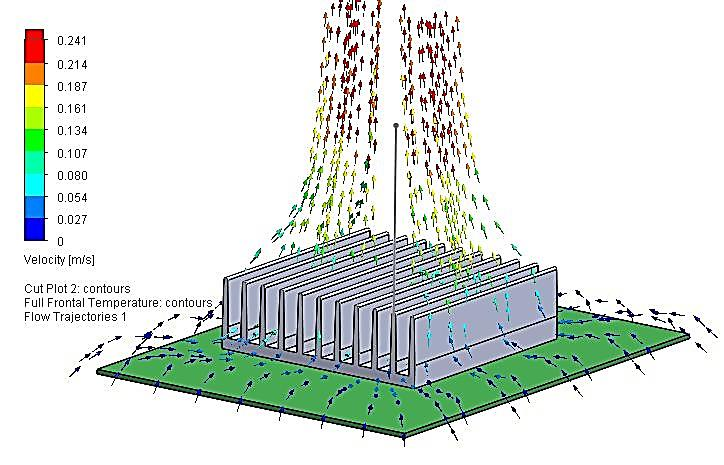 0.241
0.214
0.187
0.161
0.134
0.107
0.080
0.054
0.027
0
Velocity [m/s]
Cut Plot 2: contours
Full Frontal Temperature: contours
Flow Trajectories 1